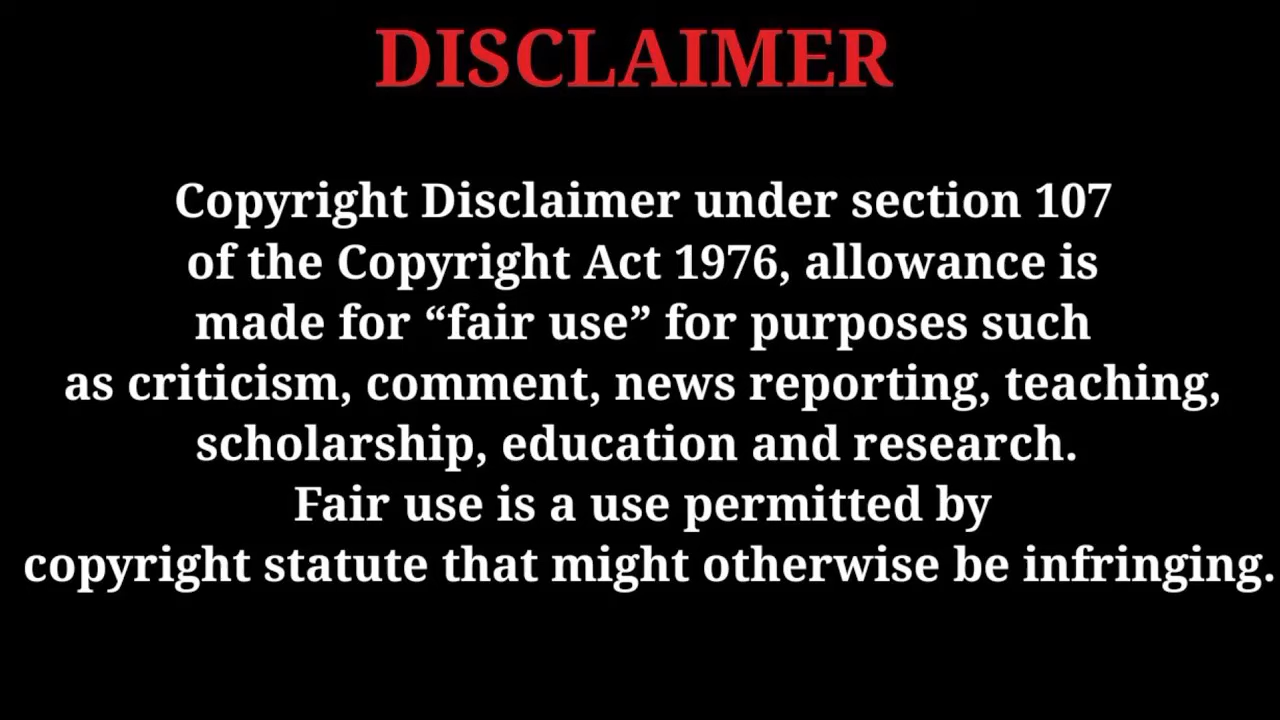 DISCLAIMER
Copyright Disclaimer under section 107
of the Copyright Act 1976, allowance is
made for “fair use” for purposes such
as criticism, comment, news reporting, teaching,
scholarship, education and research.
Fair use is a use permitted by
copyright statute that might otherwise be infringing.